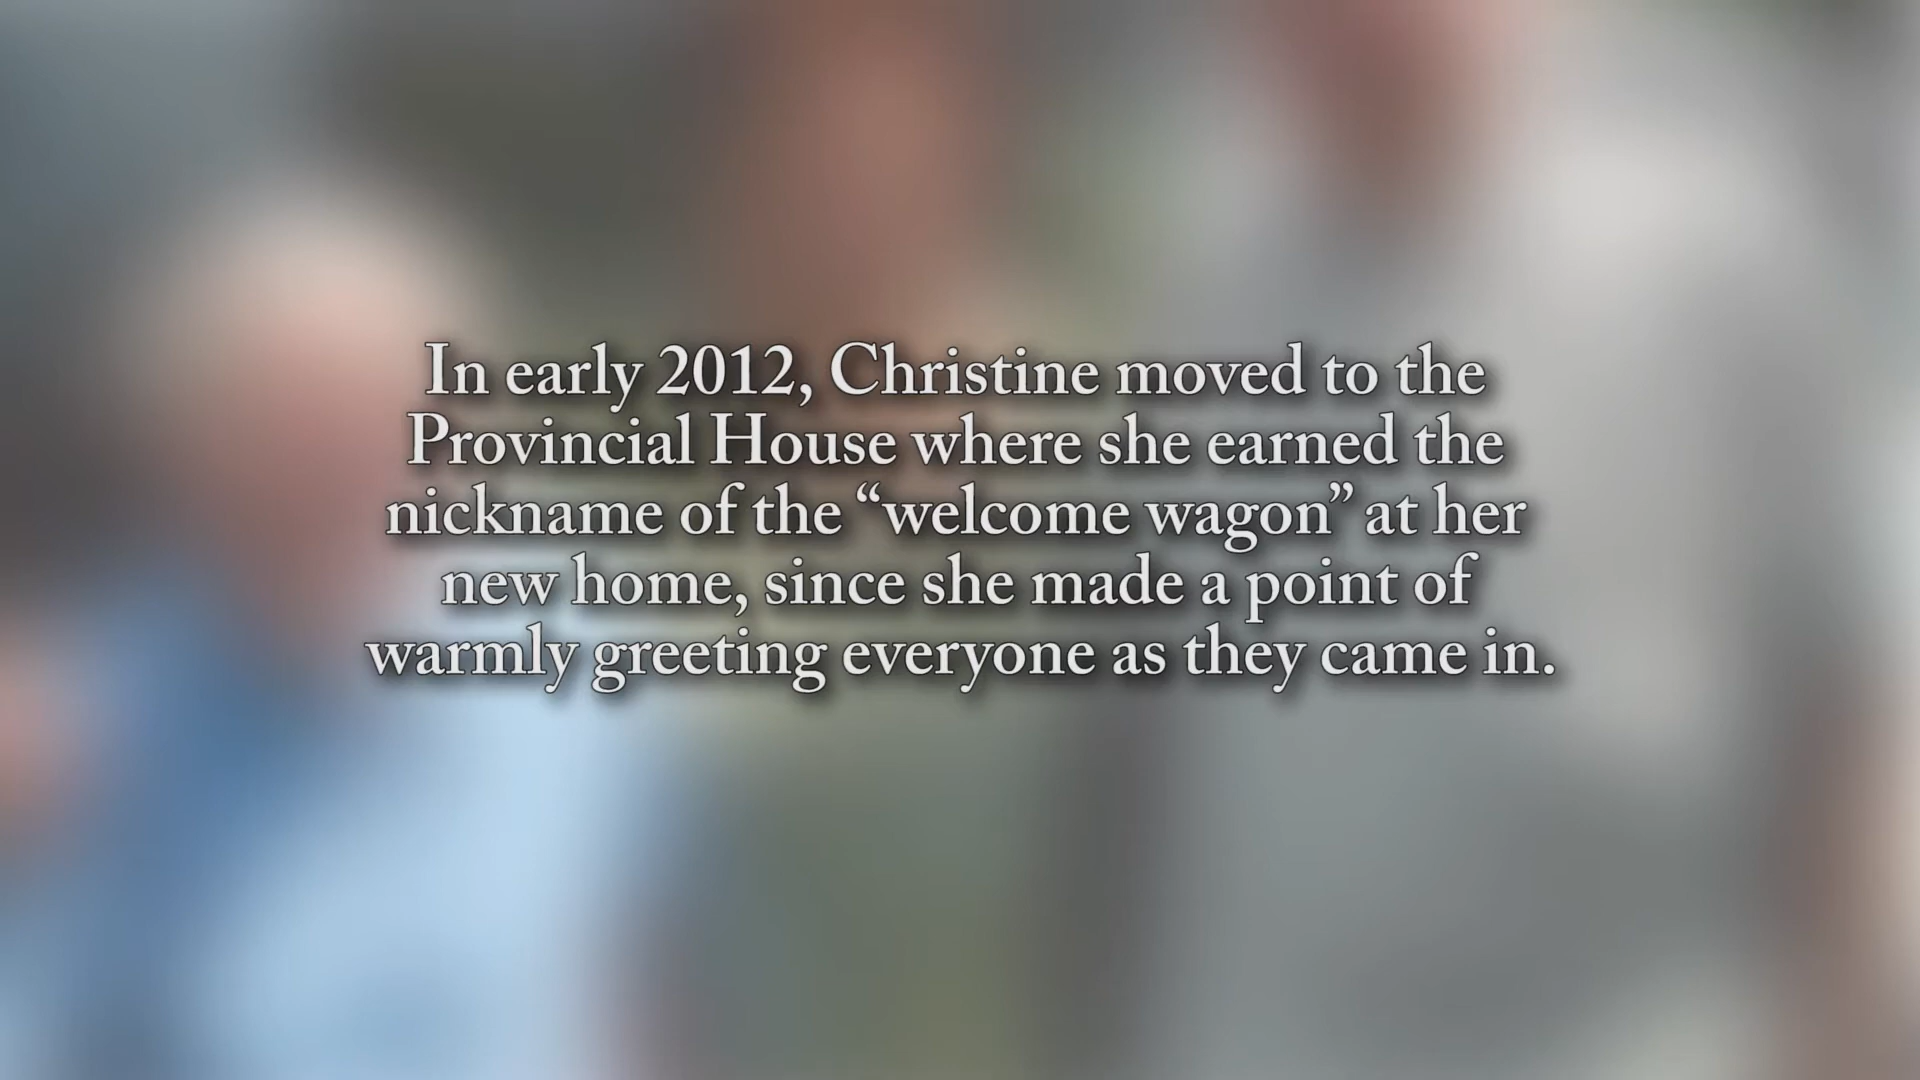 In early 2012, Christine moved to the
Provincial House where she earned the
nickname of the “welcome wagon” at her
new home, since she made a point of
warmly greeting everyone as they came in.